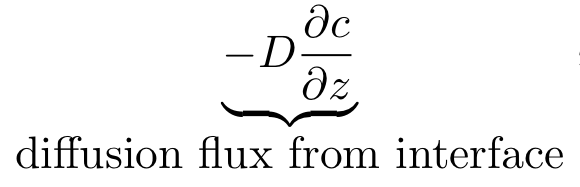 −D ∂c/∂z
diffusion flux from interface